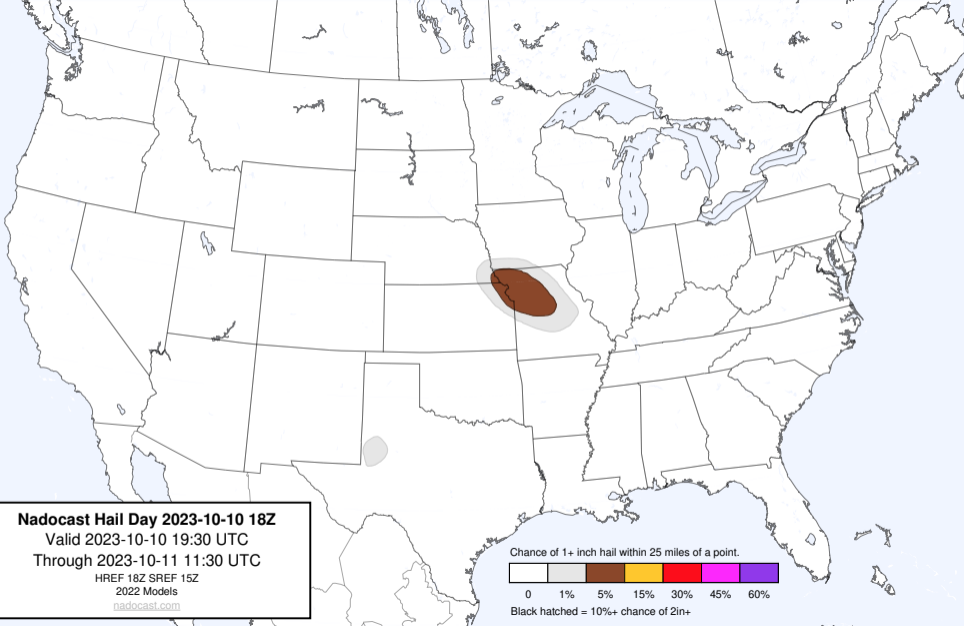 Nadocast Hail Day 2023-10-10 18Z
Valid 2023-10-10 19:30 UTC
Through 2023-10-11 11:30 UTC
HREF 18Z SREF 15Z
2022 Models
nadocast.com
Chance of 1+ inch hail within 25 miles of a point.
0 1% 5% 15% 30% 45% 60%
Black hatched = 10%+ chance of 2in+